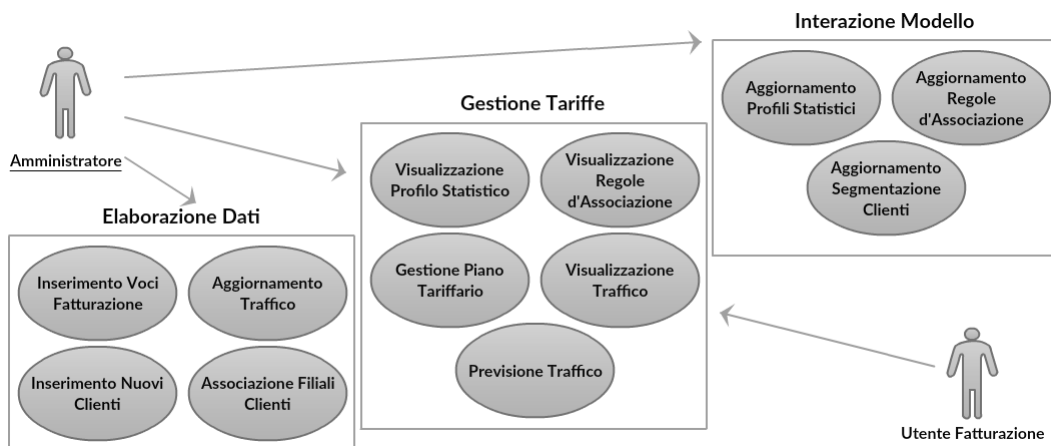 Interazione Modello
Aggiornamento
Profili Statistici
Aggiornamento
Regole
d'Associazione
Aggiornamento
Segmentazione
Clienti
Amministratore
Gestione Tariffe
Visualizzazione
Profilo Statistico
Visualizzazione
Regole
d'Associazione
Gestione Piano
Tariffario
Visualizzazione
Traffico
Previsione Traffico
Elaborazione Dati
Inserimento Voci
Fatturazione
Aggiornamento
Traffico
Inserimento Nuovi
Clienti
Associazione Filiali
Clienti
Utente Fatturazione